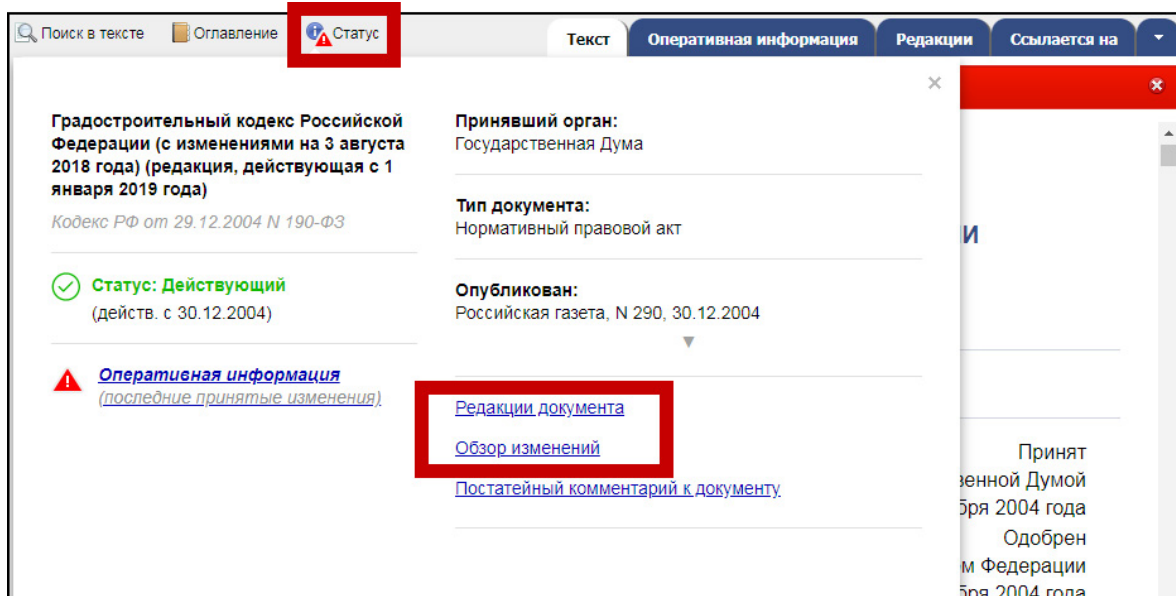 Поиск в тексте
Оглавление
Статус
Текст
Оперативная информация
Редакции
Ссылается на
Градостроительный кодекс Российской
Федерации (с изменениями на 3 августа
2018 года) (редакция, действующая с 1
января 2019 года)
Кодекс РФ от 29.12.2004 N 190-ФЗ
Статус: Действующий
(действ. с 30.12.2004)
Оперативная информация
(последние принятые изменения)
Принявший орган:
Государственная Дума
Тип документа:
Нормативный правовой акт
Опубликован:
Российская газета, N 290, 30.12.2004
Редакции документа
Обзор изменений
Постатейный комментарий к документу
И
Принят
венной Думой
бря 2004 года
Одобрен
м Федерации
бря 2004 года